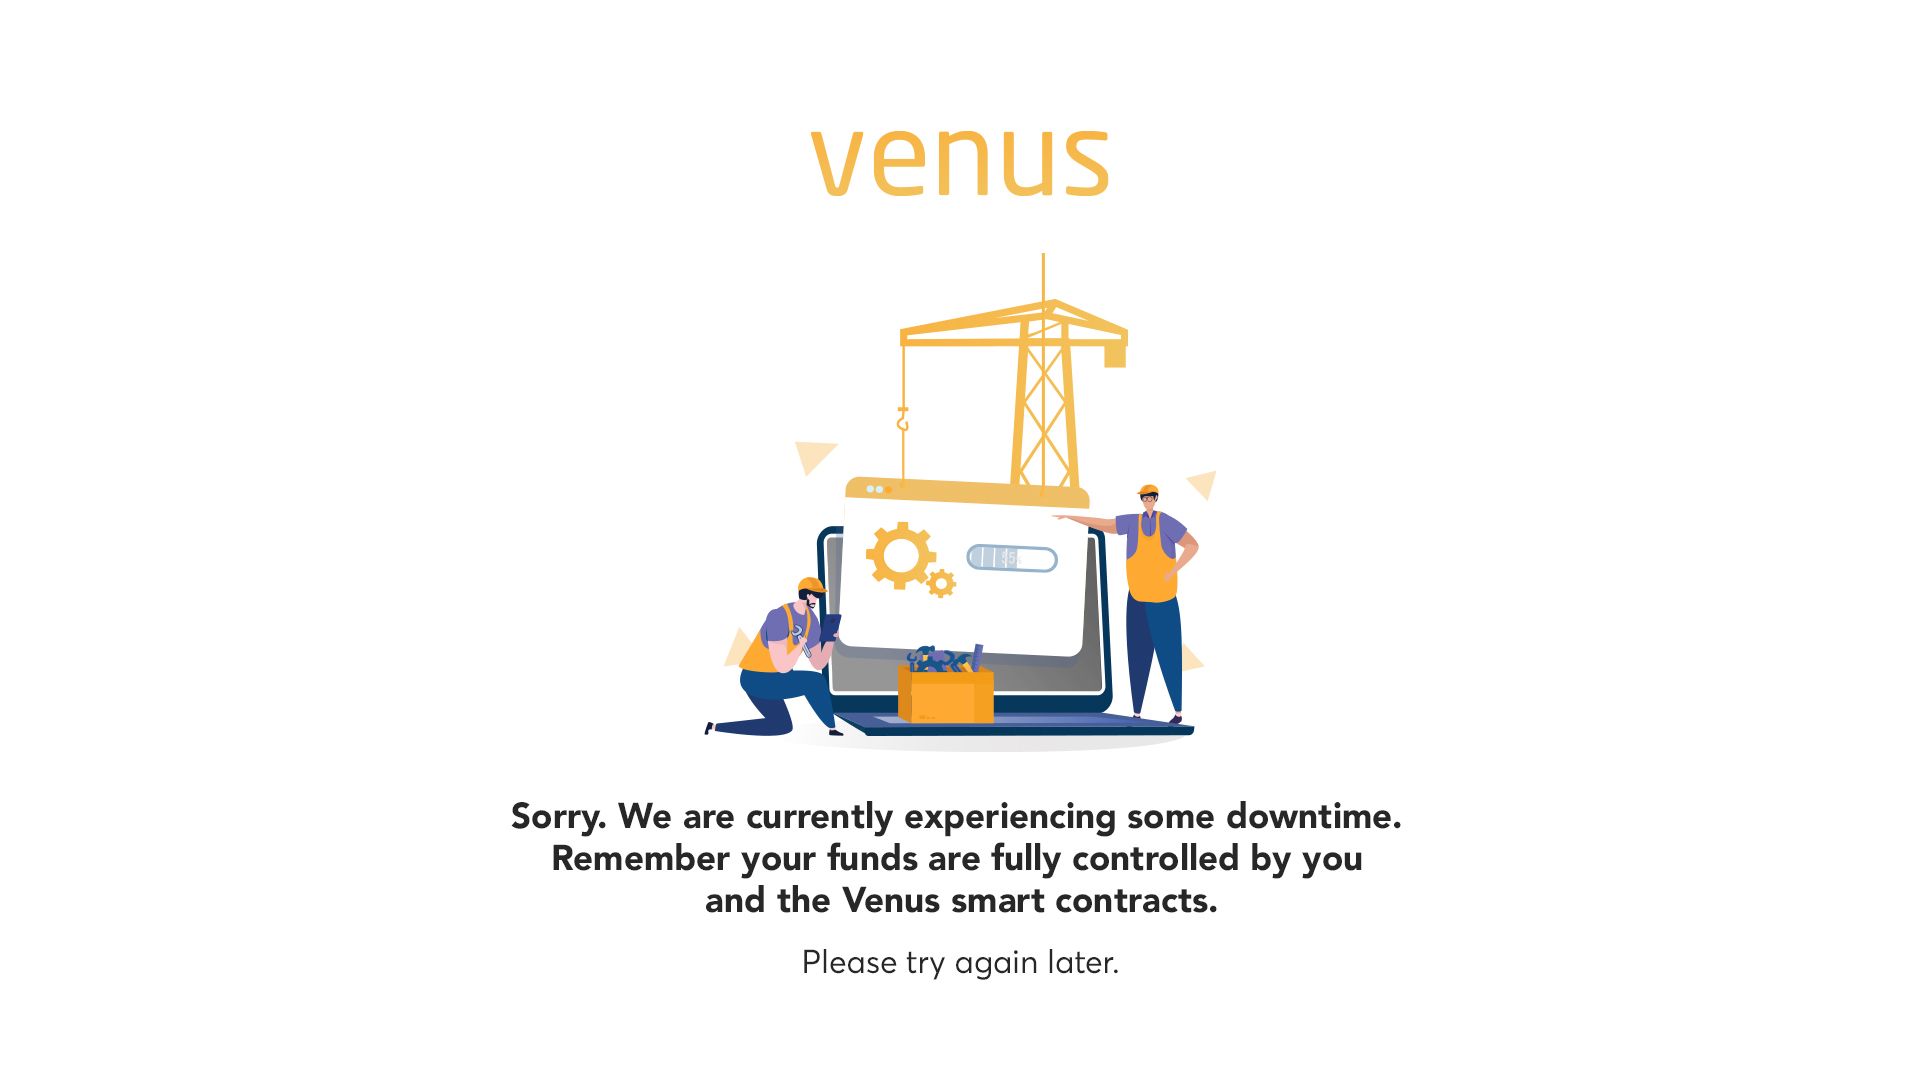 venus
Sorry. We are currently experiencing some downtime.
Remember your funds are fully controlled by you
and the Venus smart contracts.
Please try again later.